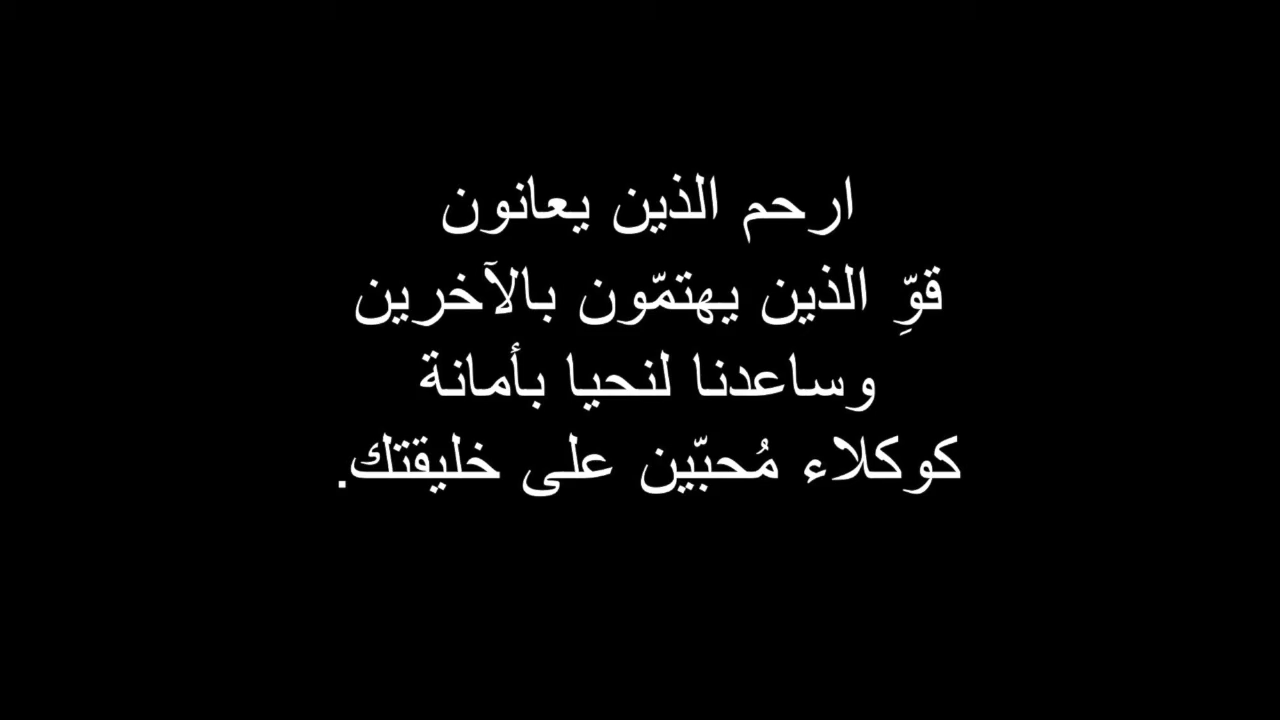 ارحم الذين يعانون
قوِّ الذين يهتمّون بالآخرين
وساعدنا لنحيا بأمانة
كوكلاء مُحبّين على خليقتك.